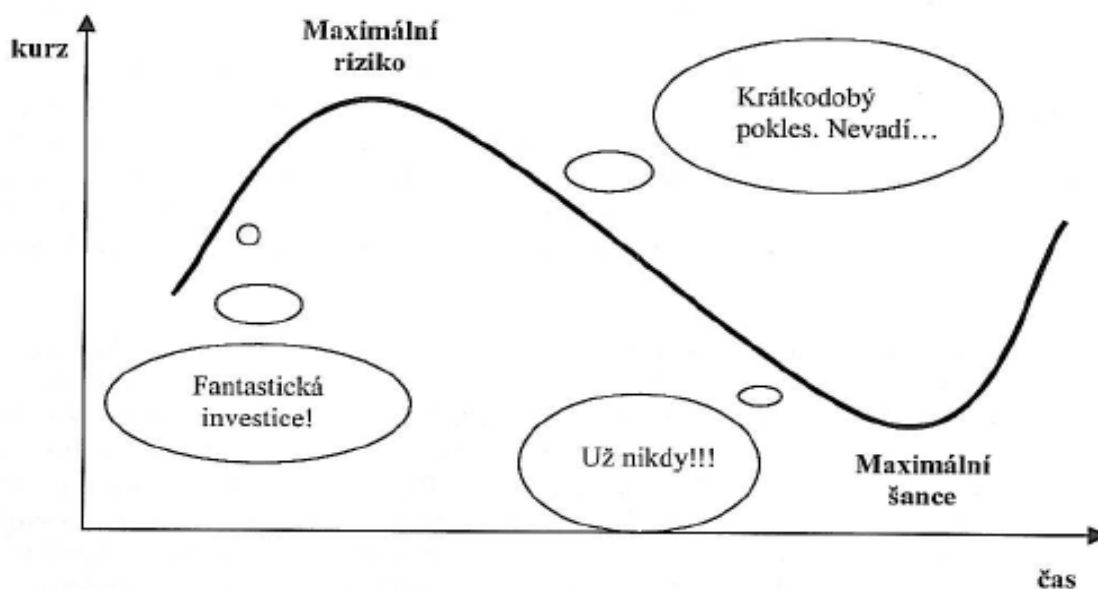 kurz
Maximální
riziko
Krátkodobý
pokles. Nevadí…
Fantastická
investice!
Už nikdy!!!
Maximální
šance
čas